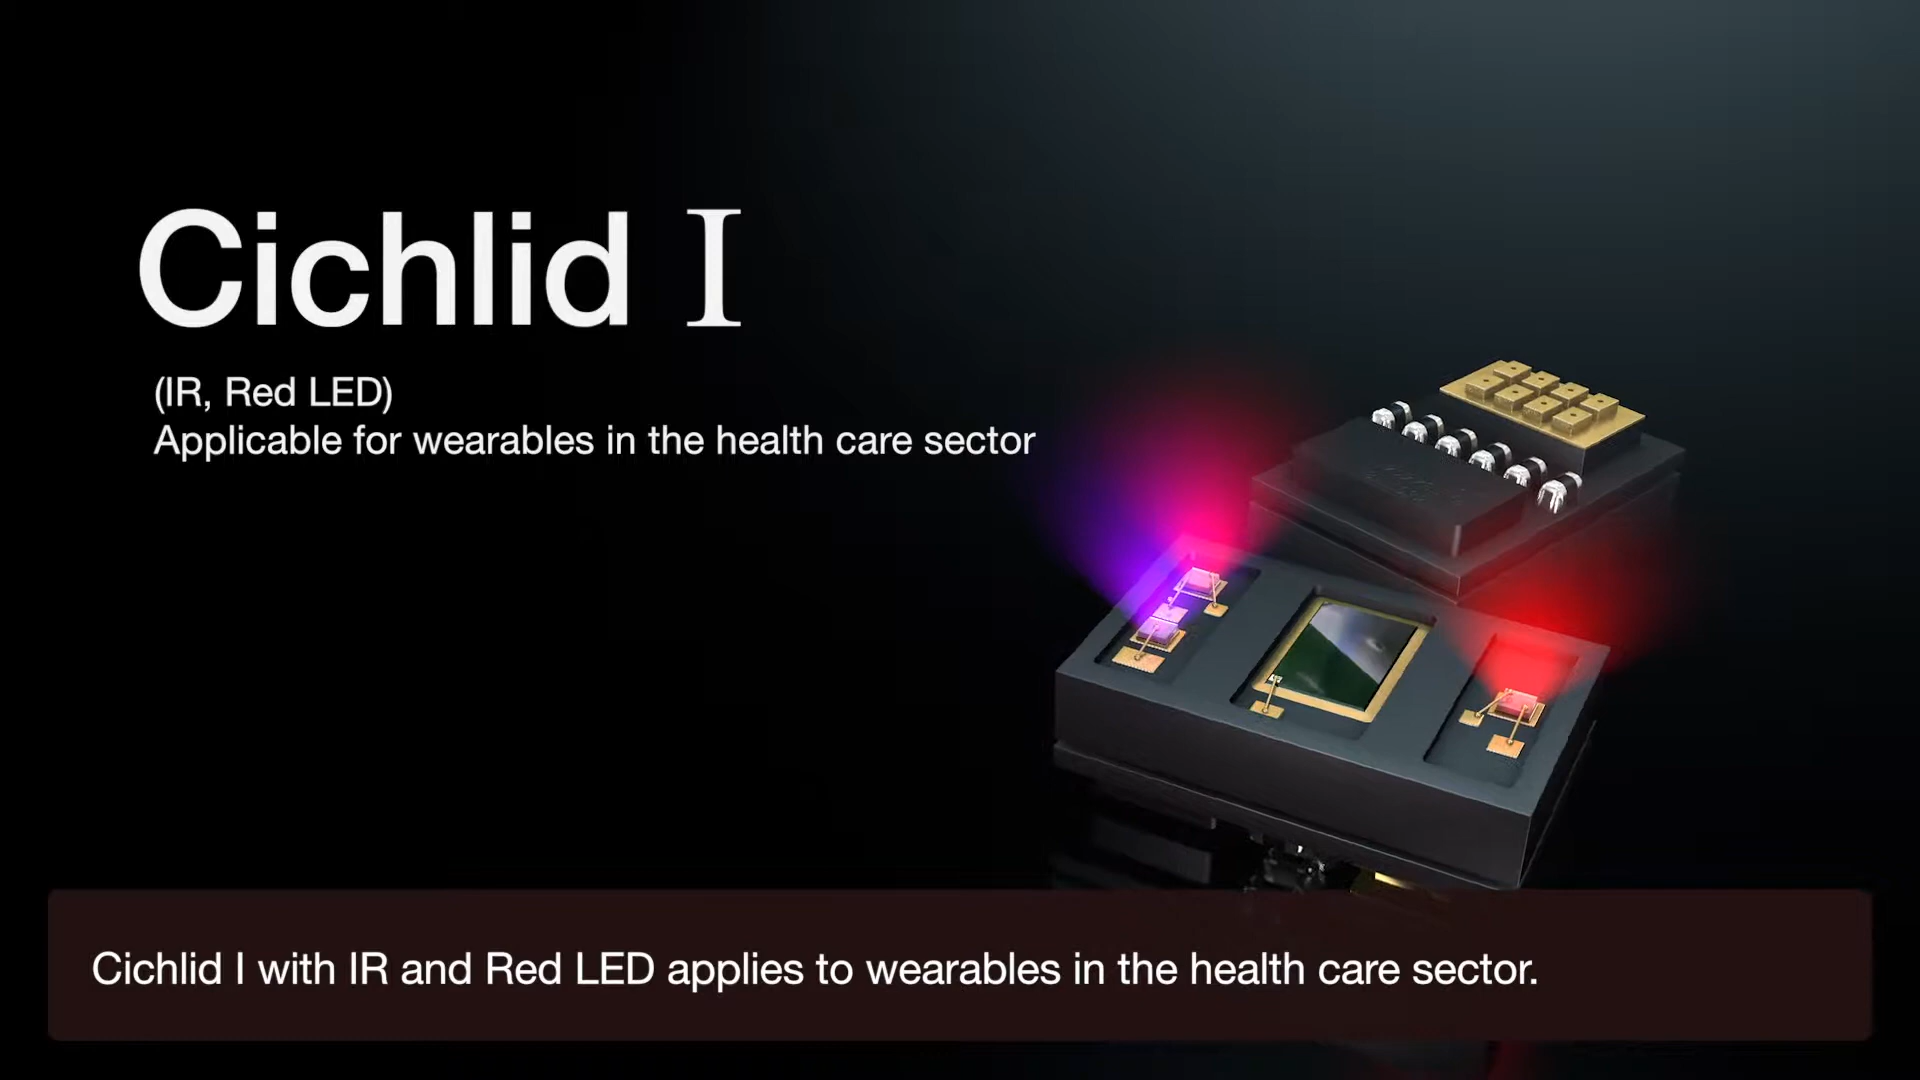 Cichlid I
(IR, Red LED)
Applicable for wearables in the health care sector
Cichlid I with IR and Red LED applies to wearables in the health care sector.